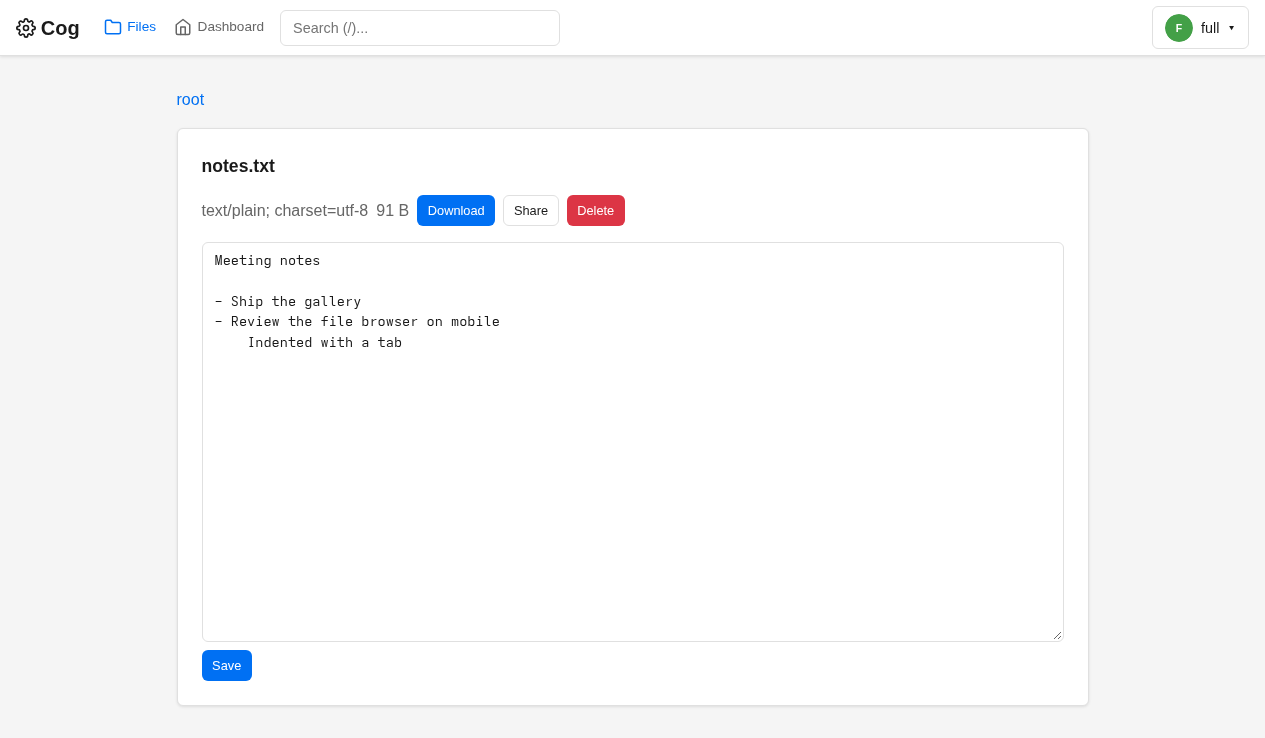 Cog
Files
Dashboard
Search (/)...
F
full
root
notes.txt
text/plain; charset=utf-8 91 B Download Share Delete
Meeting notes

- Ship the gallery
- Review the file browser on mobile
    Indented with a tab
Save